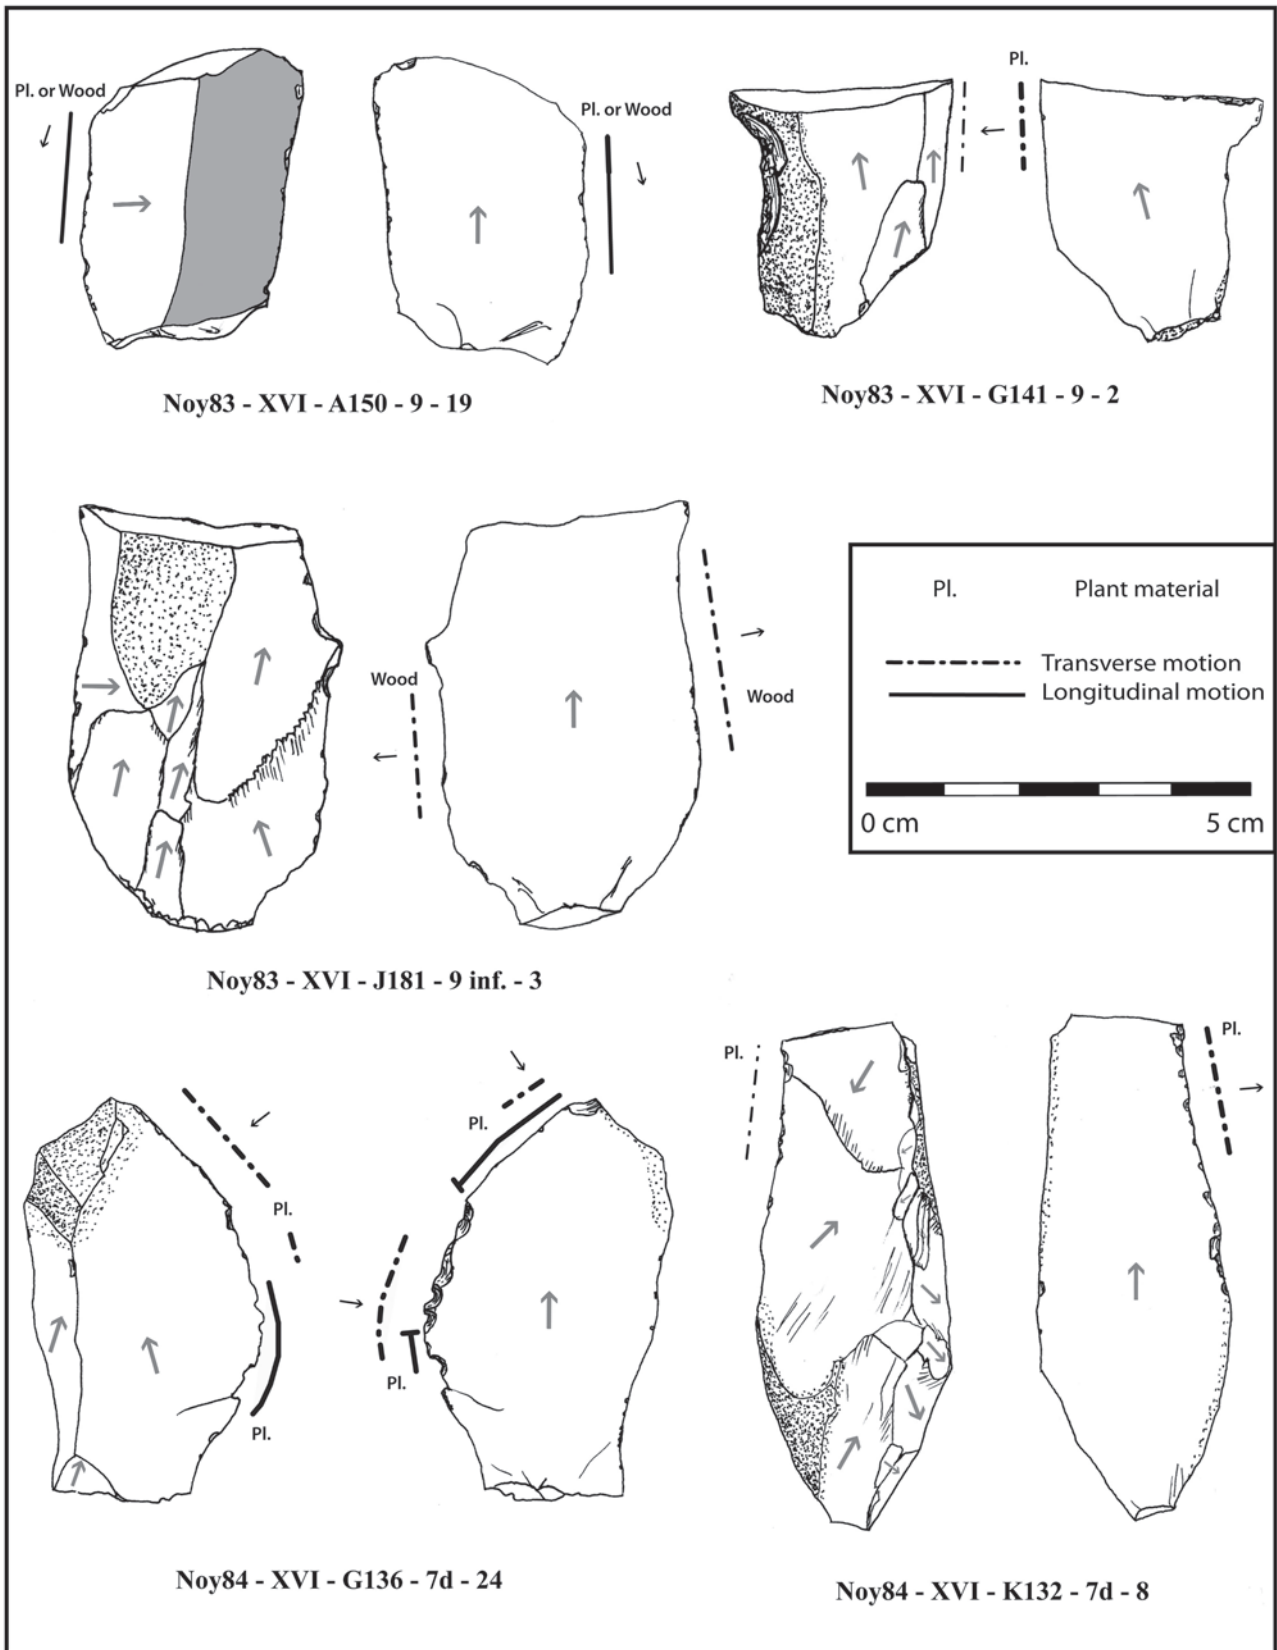 Pl. or Wood
Pl. or Wood
Pl.
Noy83 - XVI - A150 - 9 - 19
Noy83 - XVI - G141 - 9 - 2
Wood
Wood
Pl. Plant material
Transverse motion
Longitudinal motion
0 cm 5 cm
Noy83 - XVI - J181 - 9 inf. - 3
Pl.
Pl.
Pl.
Pl.
Pl.
Pl.
Noy84 - XVI - G136 - 7d - 24
Noy84 - XVI - K132 - 7d - 8